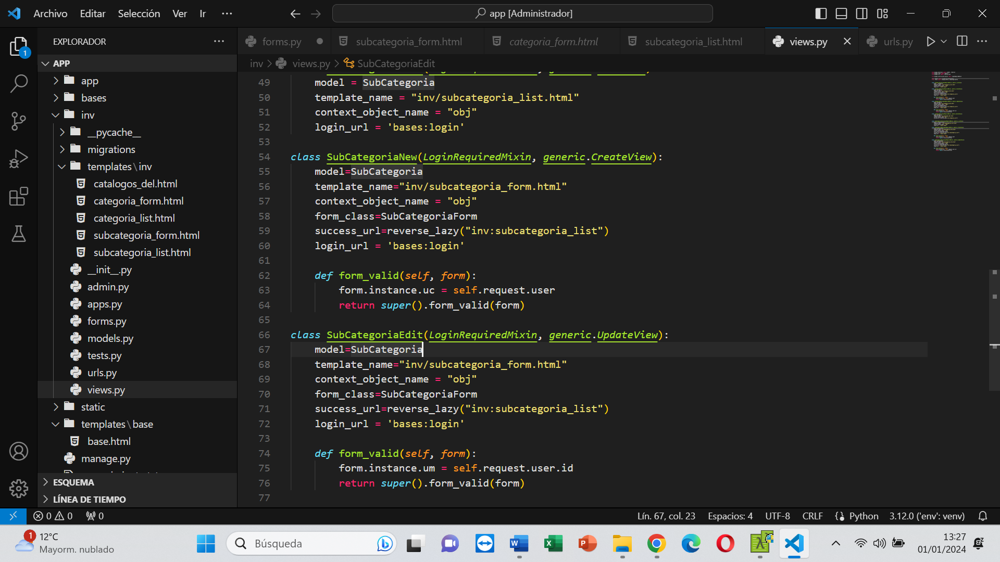 Archivo Editar Selección Ver Ir ··· app [Administrador]
EXPLORADOR ···
APP
app
bases
inv
__pycache__
migrations
templates\inv
catalogos_del.html
categoria_form.html
categoria_list.html
subcategoria_form.html
subcategoria_list.html
__init__.py
admin.py
apps.py
forms.py
models.py
tests.py
urls.py
views.py
static
templates\base
base.html
manage.py
ESQUEMA
LÍNEA DE TIEMPO
1
forms.py subcategoria_form.html categoria_form.html subcategoria_list.html views.py urls.py
inv > views.py > SubCategoriaEdit
49 model = SubCategoria
50 template_name = "inv/subcategoria_list.html"
51 context_object_name = "obj"
52 login_url = 'bases:login'
53
54 class SubCategoriaNew(LoginRequiredMixin, generic.CreateView):
55 model=SubCategoria
56 template_name="inv/subcategoria_form.html"
57 context_object_name = "obj"
58 form_class=SubCategoriaForm
59 success_url=reverse_lazy("inv:subcategoria_list")
60 login_url = 'bases:login'
61
62 def form_valid(self, form):
63 form.instance.uc = self.request.user
64 return super().form_valid(form)
65
66 class SubCategoriaEdit(LoginRequiredMixin, generic.UpdateView):
67 model=SubCategoria
68 template_name="inv/subcategoria_form.html"
69 context_object_name = "obj"
70 form_class=SubCategoriaForm
71 success_url=reverse_lazy("inv:subcategoria_list")
72 login_url = 'bases:login'
73
74 def form_valid(self, form):
75 form.instance.um = self.request.user.id
76 return super().form_valid(form)
77
0 0 0 Lín. 67, col. 23 Espacios: 4 UTF-8 CRLF Python 3.12.0 ('env': venv)
1 12°C
Mayorm. nublado
Búsqueda
13:27
01/01/2024